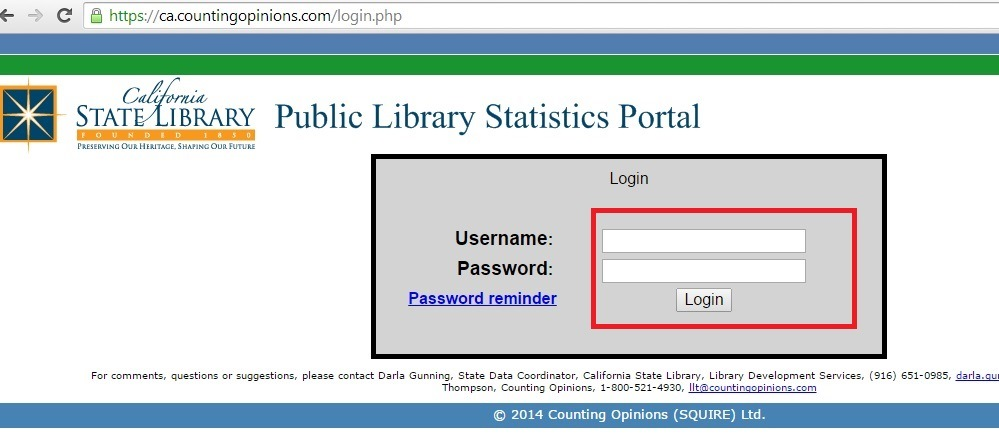 https://ca.countingopinions.com/login.php
California
STATE LIBRARY
FOUNDED 1850
PRESERVING OUR HERITAGE, SHAPING OUR FUTURE
Public Library Statistics Portal
Login
Username:
Password:
Password reminder
Login
For comments, questions or suggestions, please contact Darla Gunning, State Data Coordinator, California State Library, Library Development Services, (916) 651-0985,
Thompson, Counting Opinions, 1-800-521-4930, llt@countingopinions.com
© 2014 Counting Opinions (SQUIRE) Ltd.